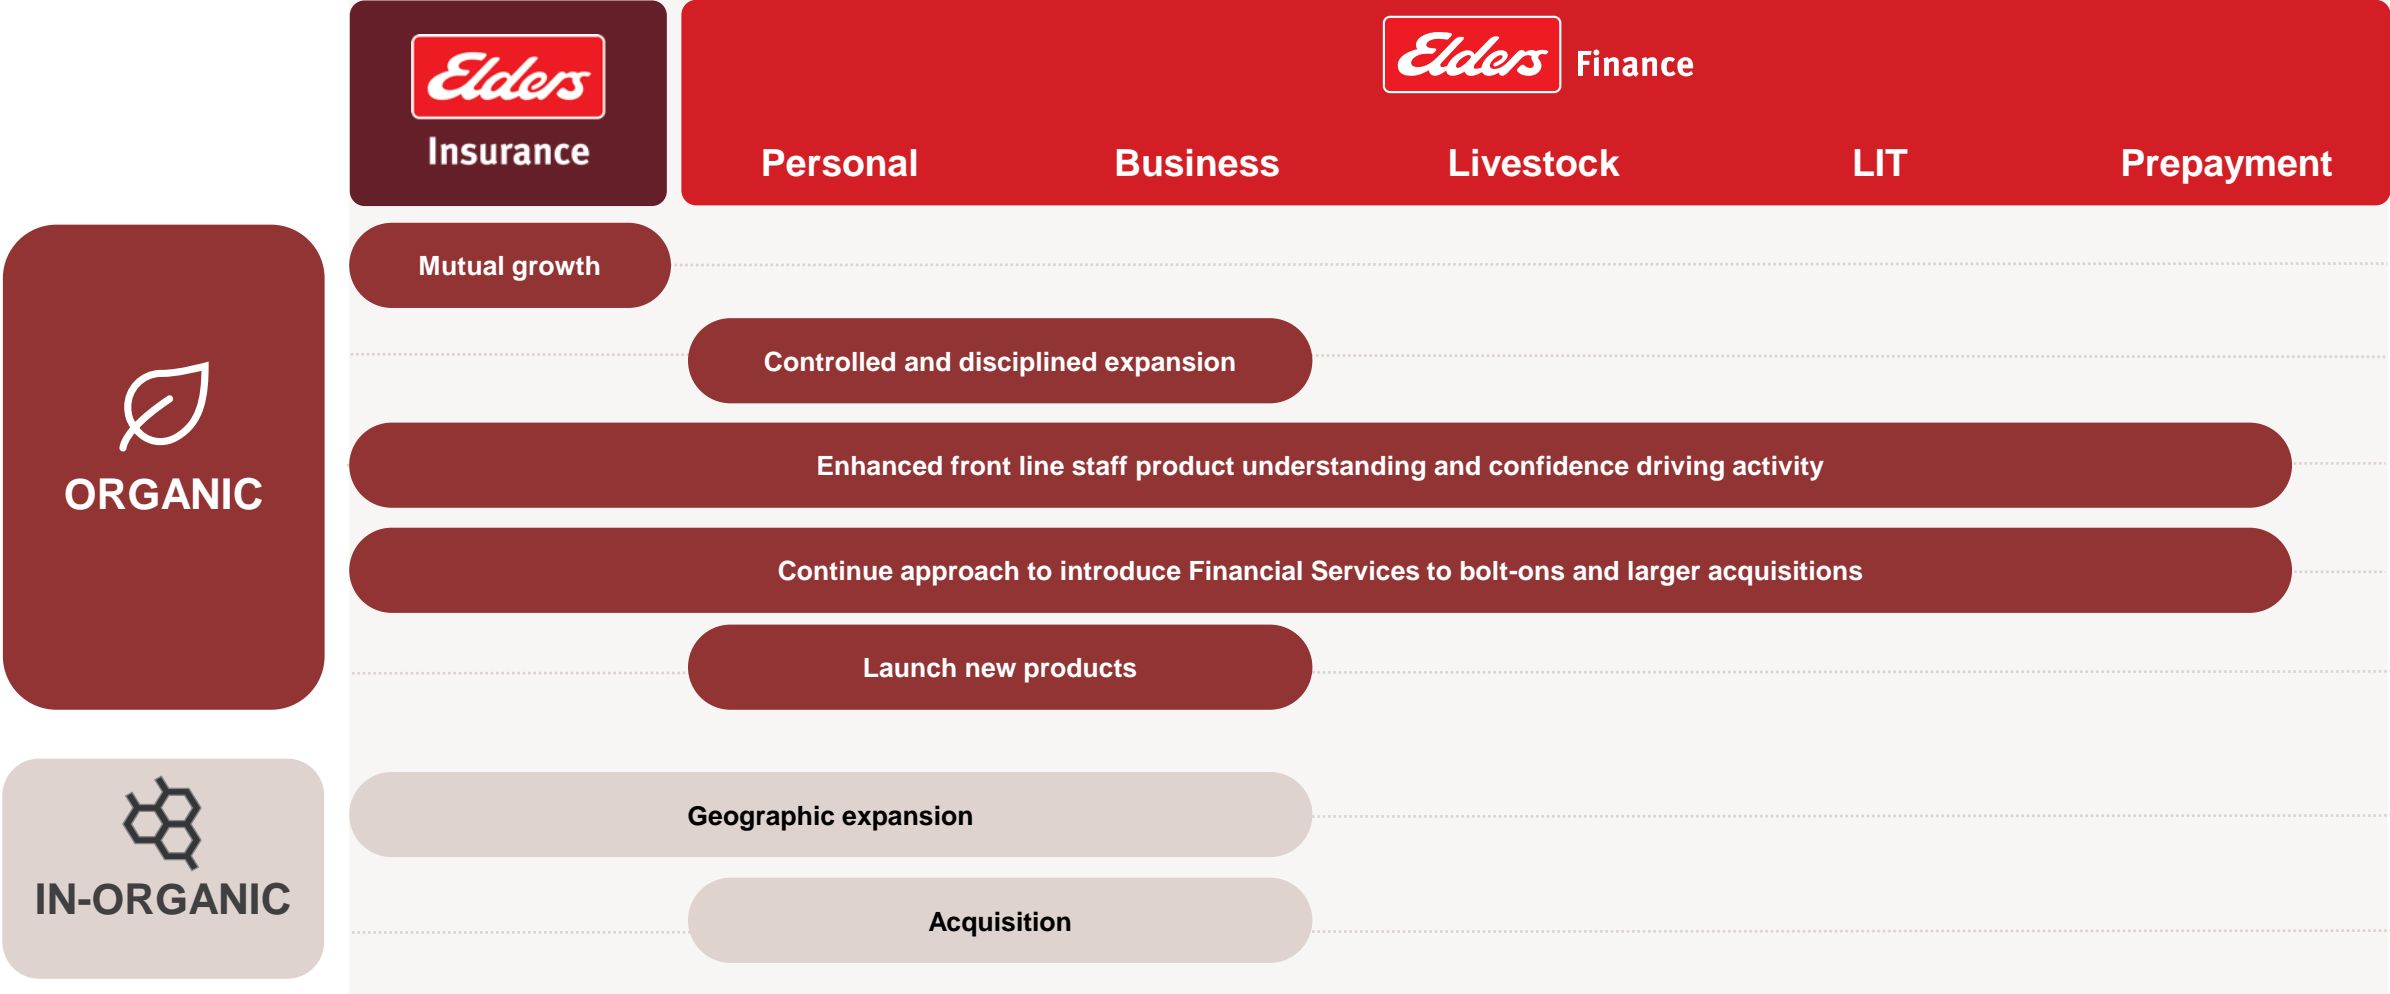 Elders
Insurance
Elders Finance
Personal Business Livestock LIT Prepayment
ORGANIC
Mutual growth
Controlled and disciplined expansion
Enhanced front line staff product understanding and confidence driving activity
Continue approach to introduce Financial Services to bolt-ons and larger acquisitions
Launch new products
IN-ORGANIC
Geographic expansion
Acquisition